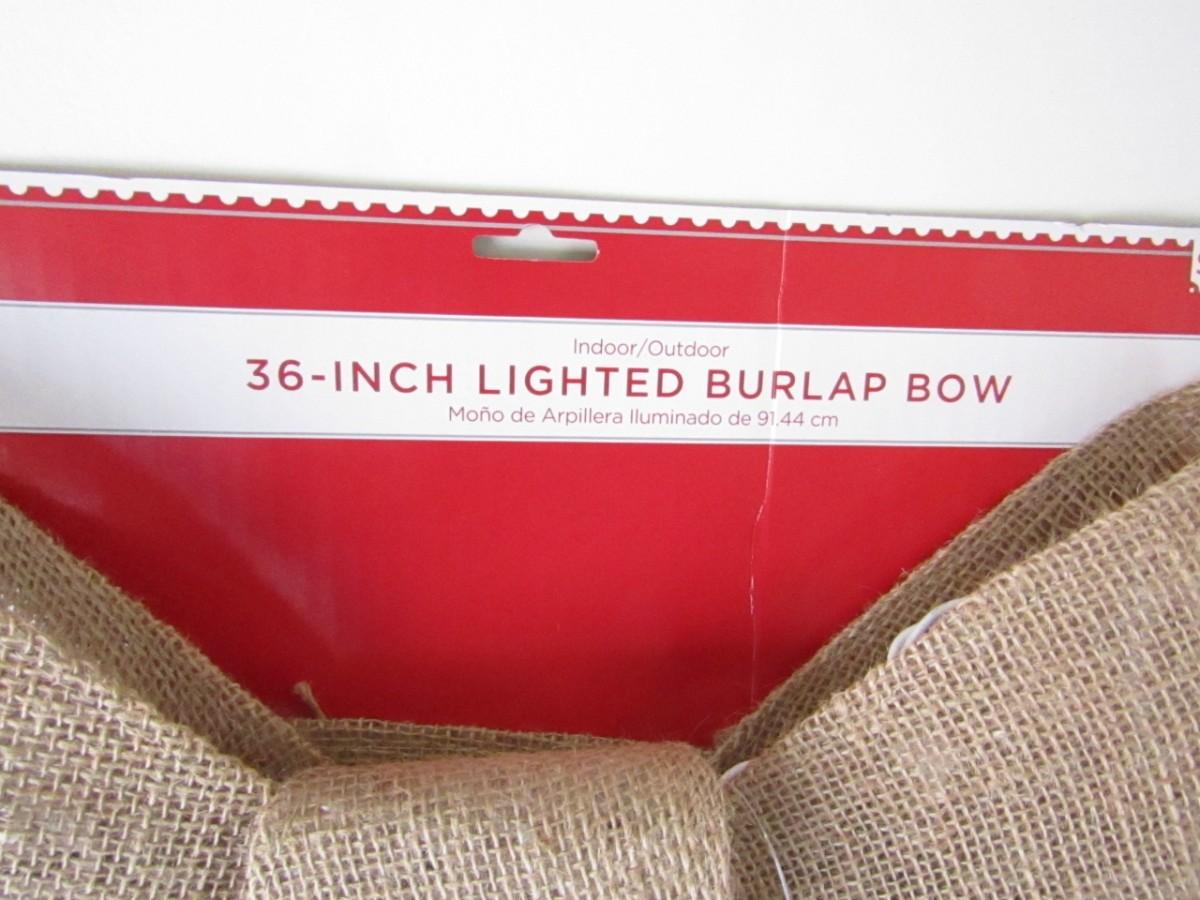 Indoor/Outdoor
36-INCH LIGHTED BURLAP BOW
Moño de Arpillera Iluminado de 91.44 cm